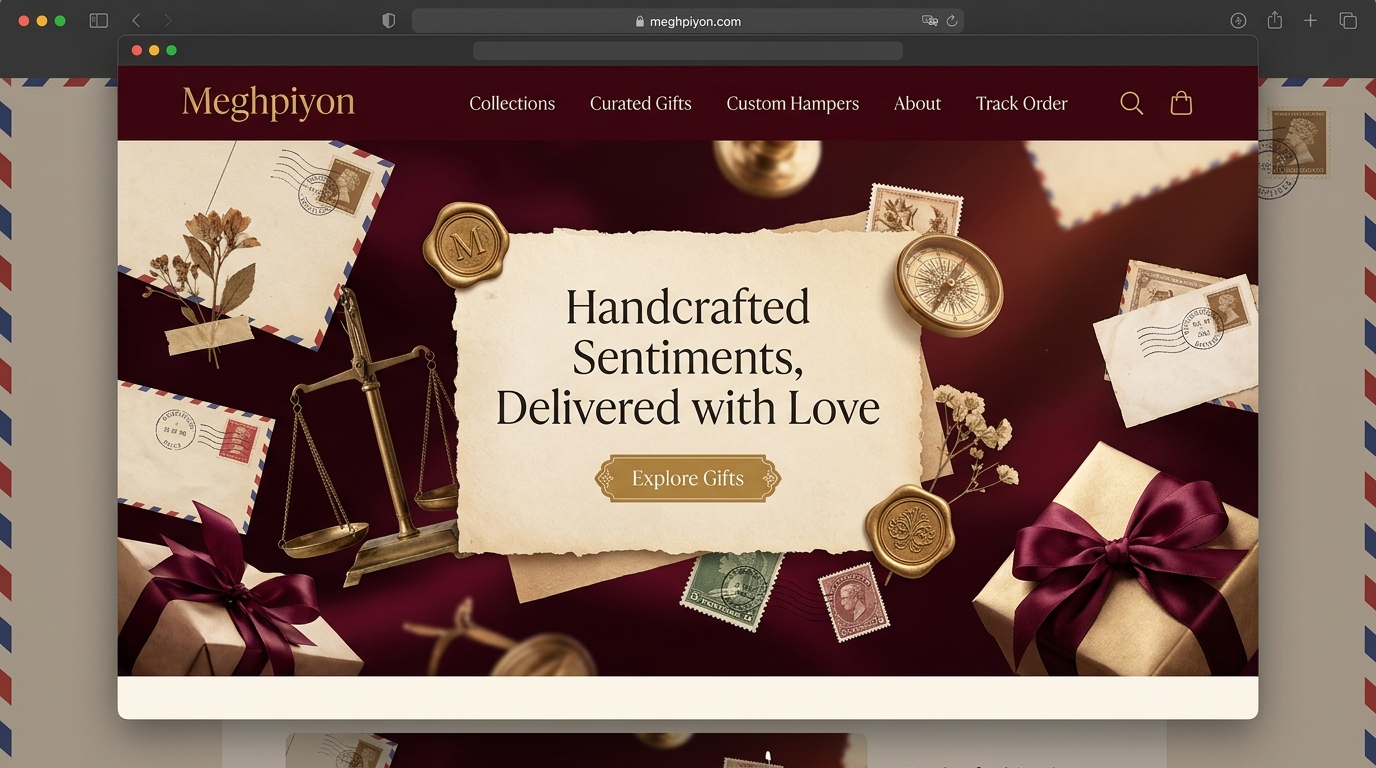 meghpiyon.com
Meghpiyon
Collections
Curated Gifts
Custom Hampers
About
Track Order
M
Handcrafted
Sentiments,
Delivered with Love
Explore Gifts